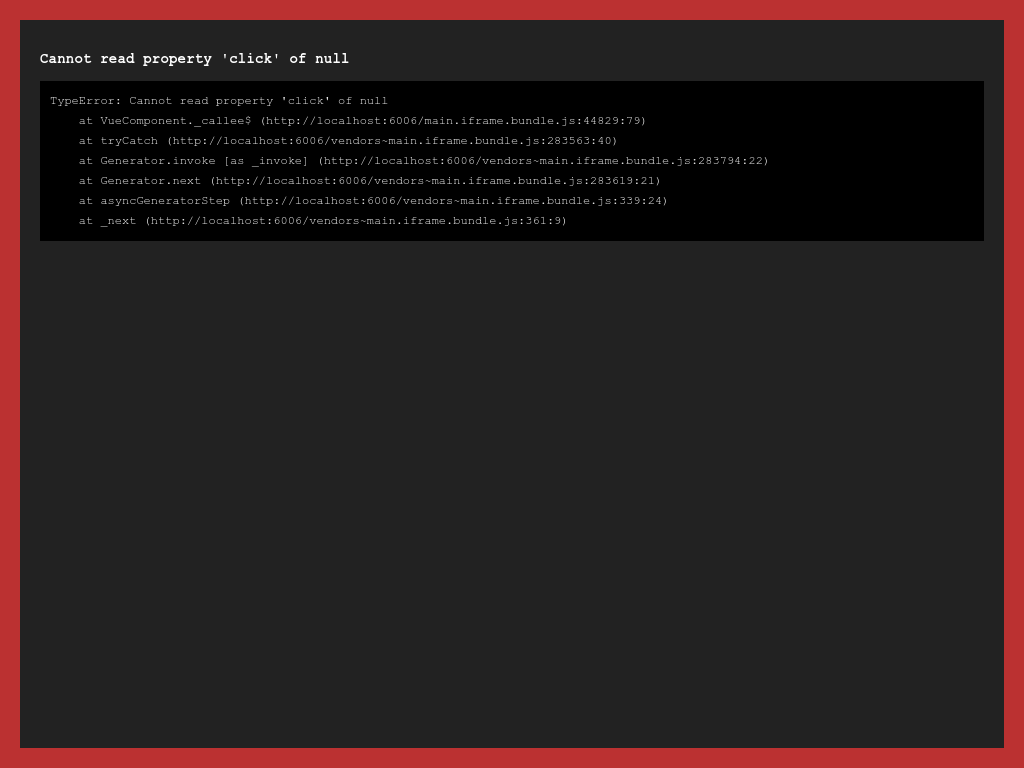 Cannot read property 'click' of null
TypeError: Cannot read property 'click' of null
    at VueComponent._callee$ (http://localhost:6006/main.iframe.bundle.js:44829:79)
    at tryCatch (http://localhost:6006/vendors~main.iframe.bundle.js:283563:40)
    at Generator.invoke [as _invoke] (http://localhost:6006/vendors~main.iframe.bundle.js:283794:22)
    at Generator.next (http://localhost:6006/vendors~main.iframe.bundle.js:283619:21)
    at asyncGeneratorStep (http://localhost:6006/vendors~main.iframe.bundle.js:339:24)
    at _next (http://localhost:6006/vendors~main.iframe.bundle.js:361:9)